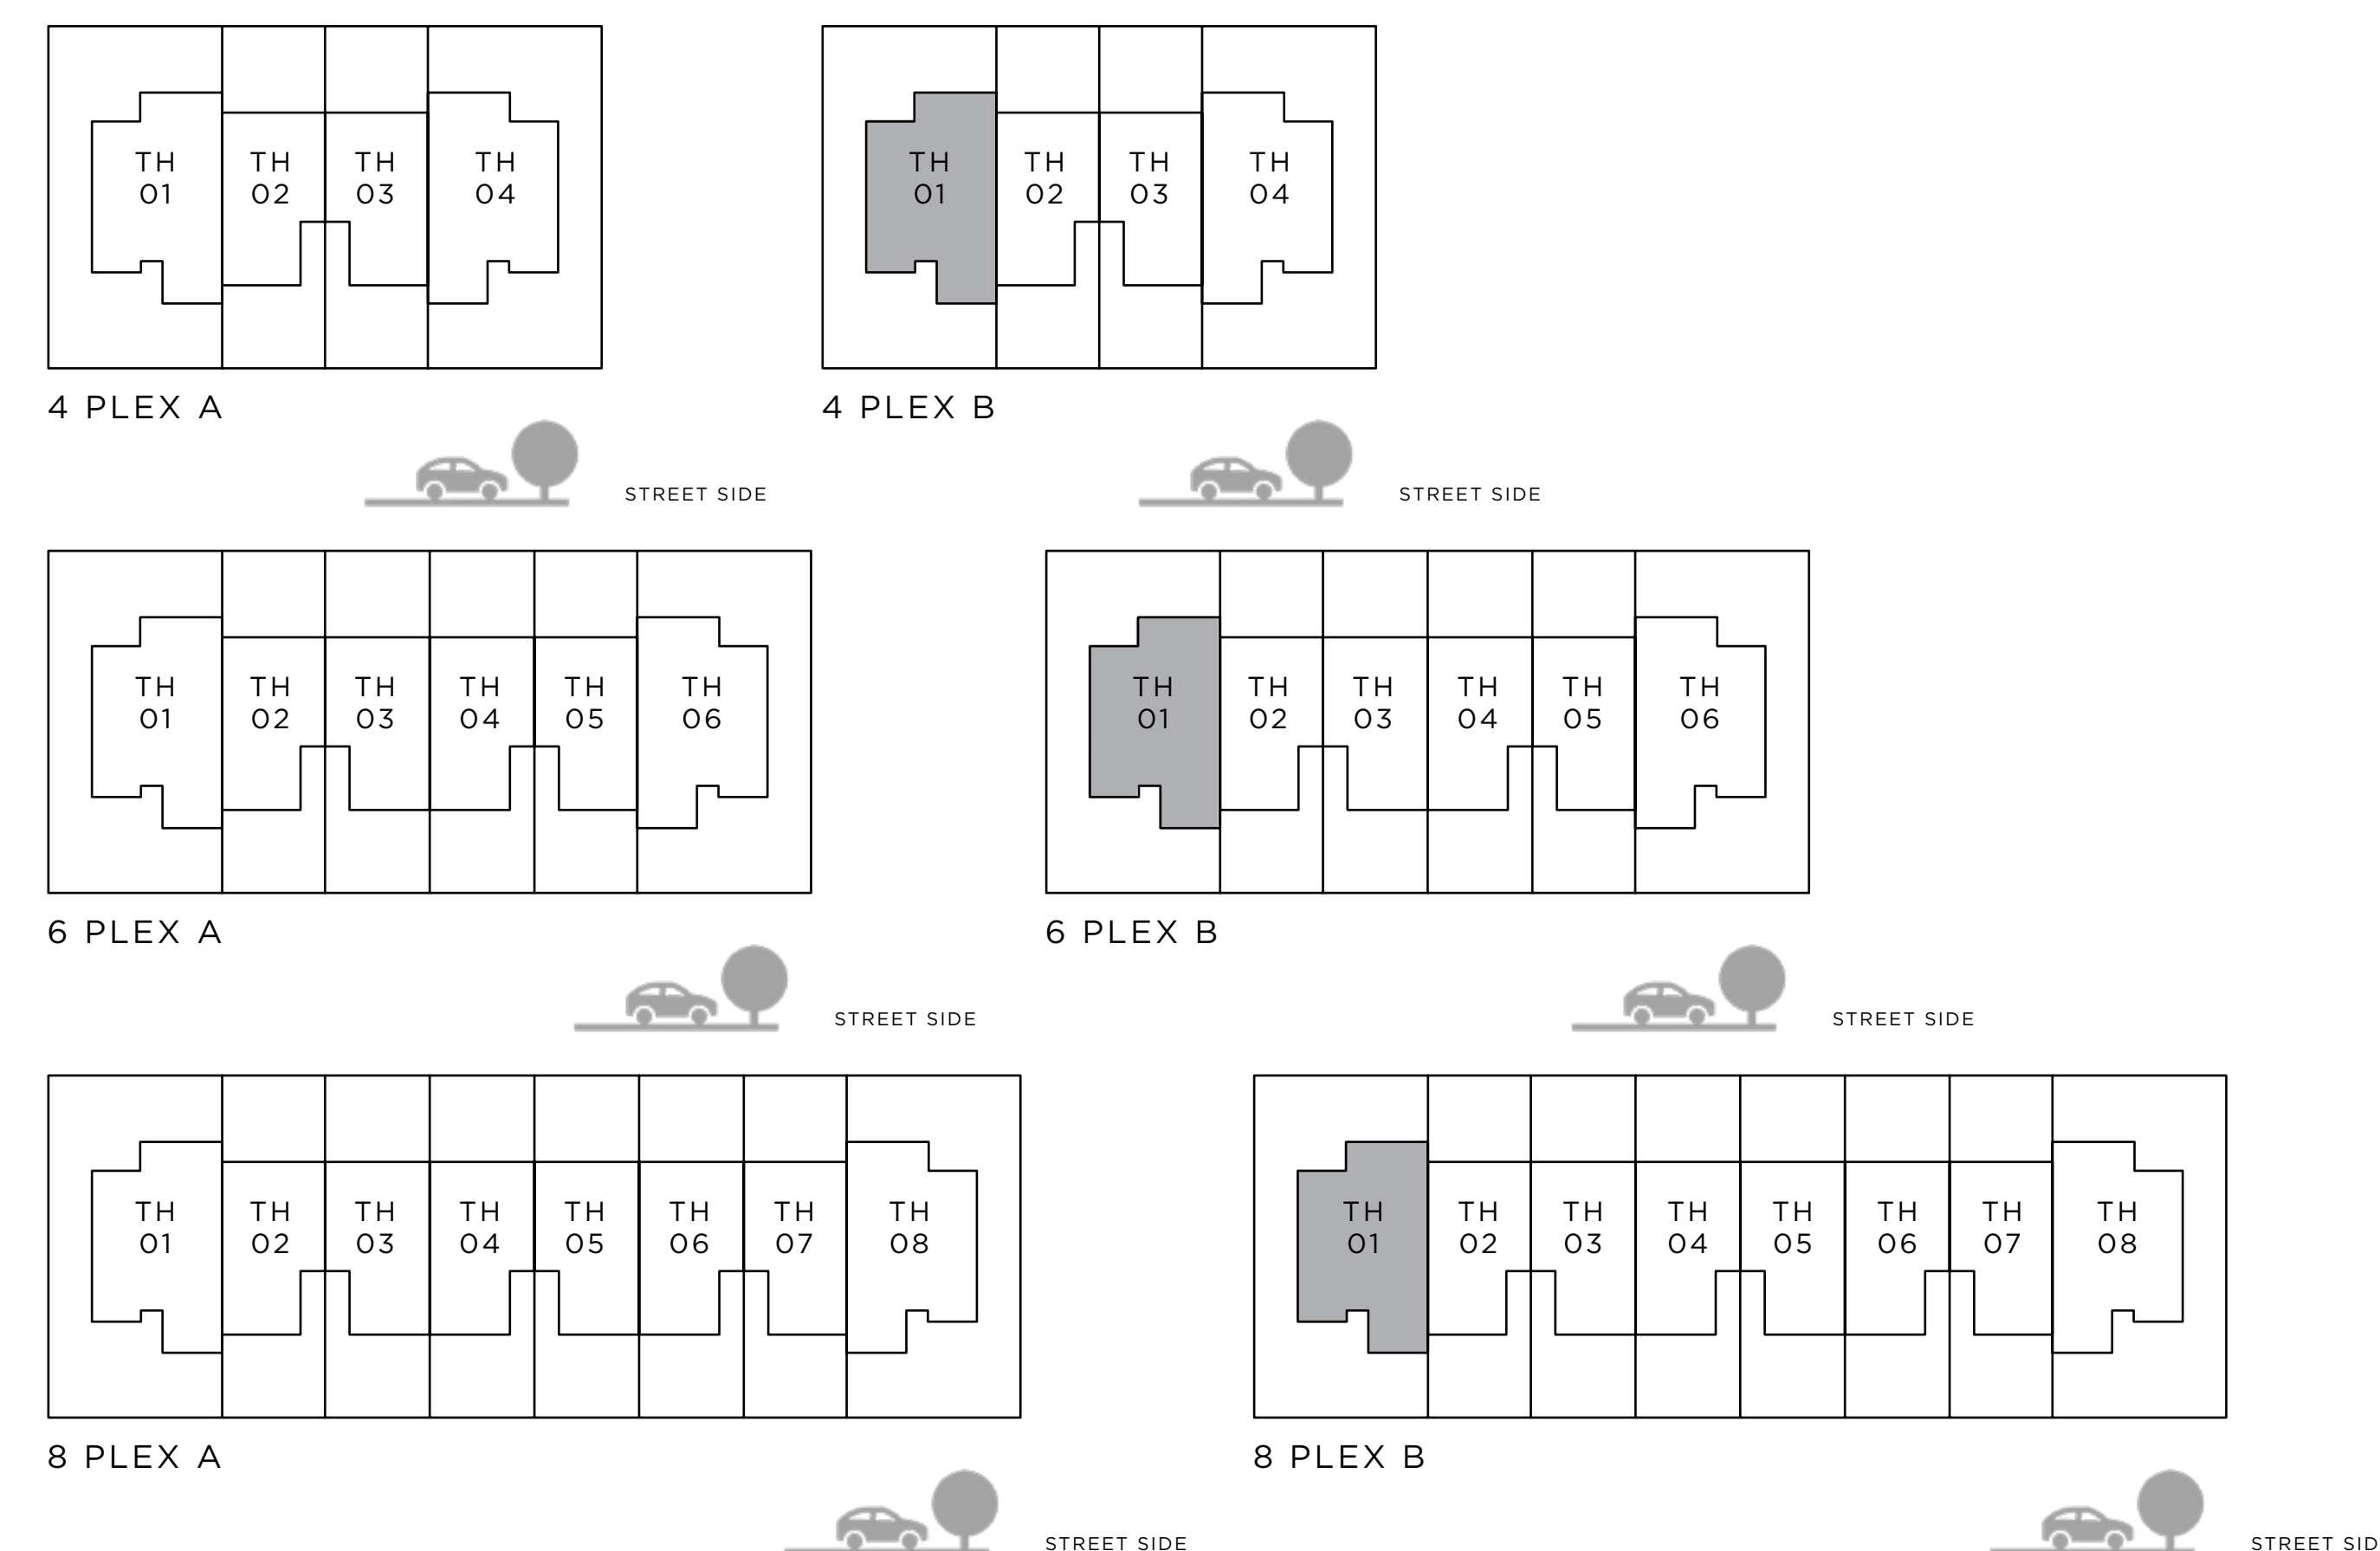 TH TH TH TH
01 02 03 04
4 PLEX A
STREET SIDE
TH TH TH TH
01 02 03 04
4 PLEX B
STREET SIDE
TH TH TH TH TH TH
01 02 03 04 05 06
6 PLEX A
STREET SIDE
TH TH TH TH TH TH
01 02 03 04 05 06
6 PLEX B
STREET SIDE
TH TH TH TH TH TH TH TH
01 02 03 04 05 06 07 08
8 PLEX A
STREET SIDE
TH TH TH TH TH TH TH TH
01 02 03 04 05 06 07 08
8 PLEX B
STREET SID